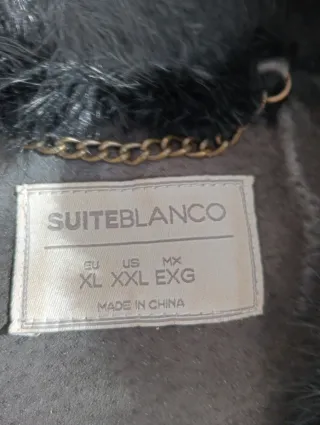 SUITEBLANCO
EU US MX
XL XXL EXG
MADE IN CHINA